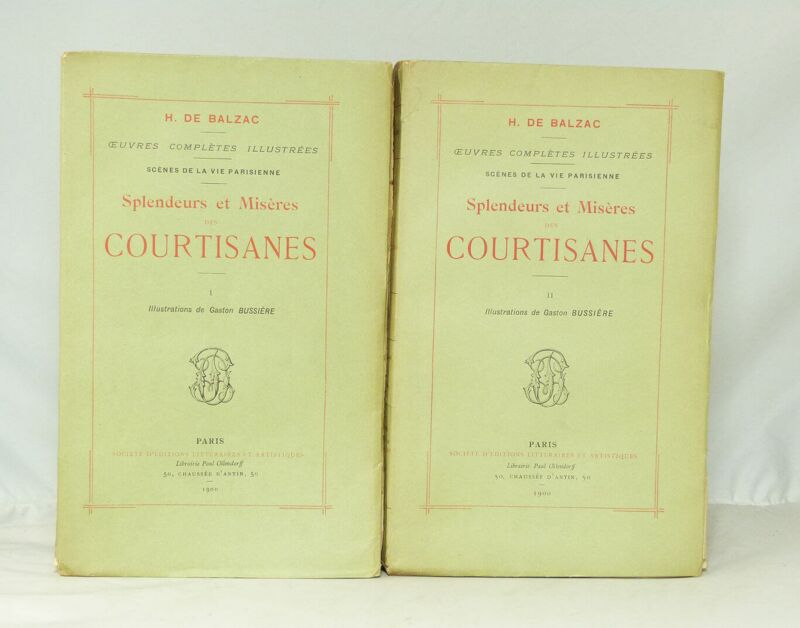 H. DE BALZAC
ŒUVRES COMPLÈTES ILLUSTRÉES
SCÈNES DE LA VIE PARISIENNE
Splendeurs et Misères
DES
COURTISANES
I
Illustrations de Gaston BUSSIÈRE
PARIS
SOCIÉTÉ D'ÉDITIONS LITTÉRAIRES ET ARTISTIQUES
Librairie Paul Ollendorff
50, CHAUSSÉE D'ANTIN, 50
1900
H. DE BALZAC
ŒUVRES COMPLÈTES ILLUSTRÉES
SCÈNES DE LA VIE PARISIENNE
Splendeurs et Misères
DES
COURTISANES
II
Illustrations de Gaston BUSSIÈRE
PARIS
SOCIÉTÉ D'ÉDITIONS LITTÉRAIRES ET ARTISTIQUES
Librairie Paul Ollendorff
50, CHAUSSÉE D'ANTIN, 50
1900